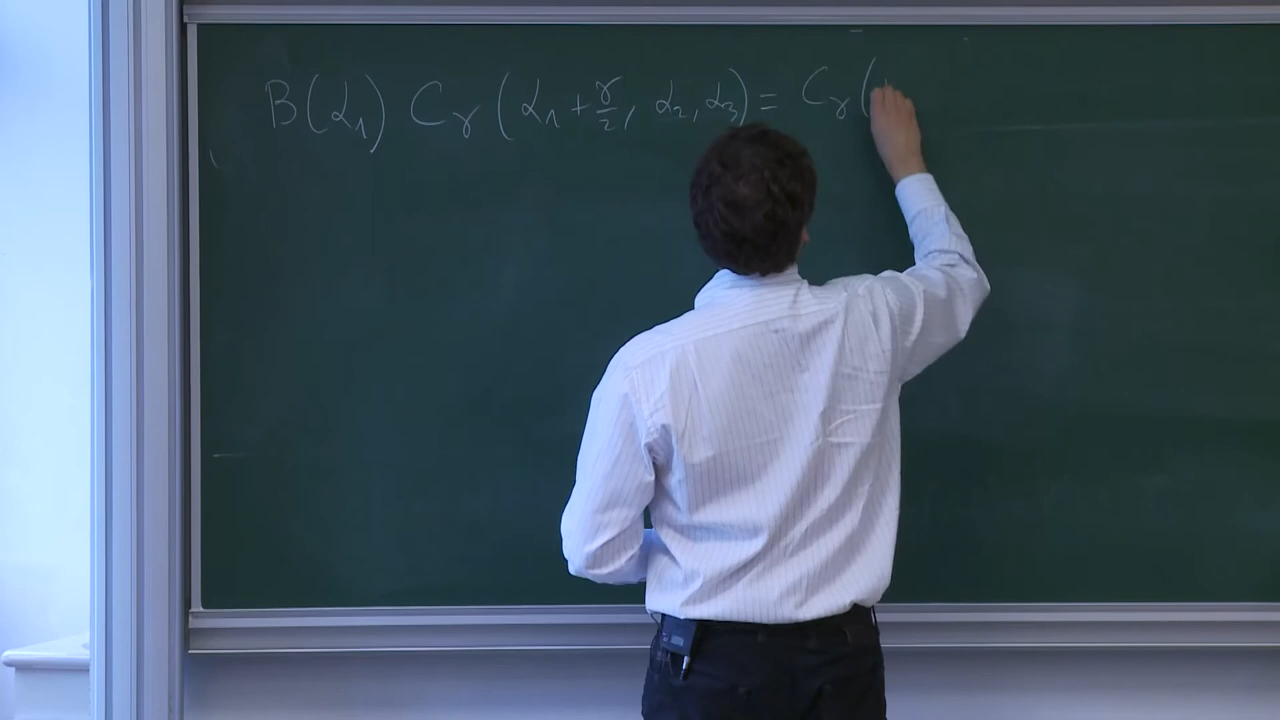 B(α₁) C_γ (α₁ + γ/2, α₂, α₃) = C_γ (